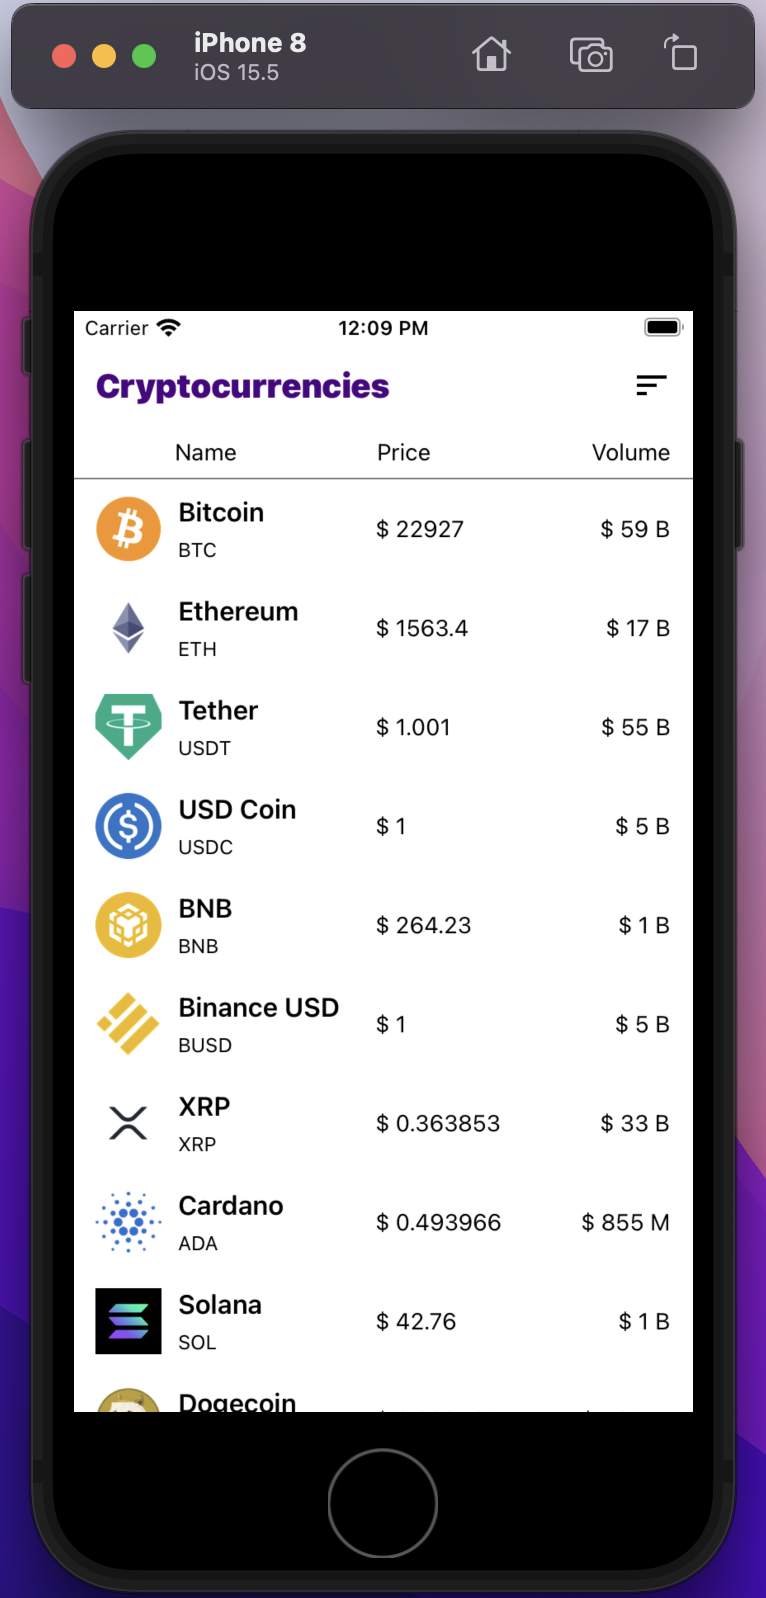 iPhone 8
iOS 15.5
Carrier 12:09 PM
Cryptocurrencies
Name Price Volume
Bitcoin
BTC
$ 22927 $ 59 B
Ethereum
ETH
$ 1563.4 $ 17 B
Tether
USDT
$ 1.001 $ 55 B
USD Coin
USDC
$ 1 $ 5 B
BNB
BNB
$ 264.23 $ 1 B
Binance USD
BUSD
$ 1 $ 5 B
XRP
XRP
$ 0.363853 $ 33 B
Cardano
ADA
$ 0.493966 $ 855 M
Solana
SOL
$ 42.76 $ 1 B
Dogecoin